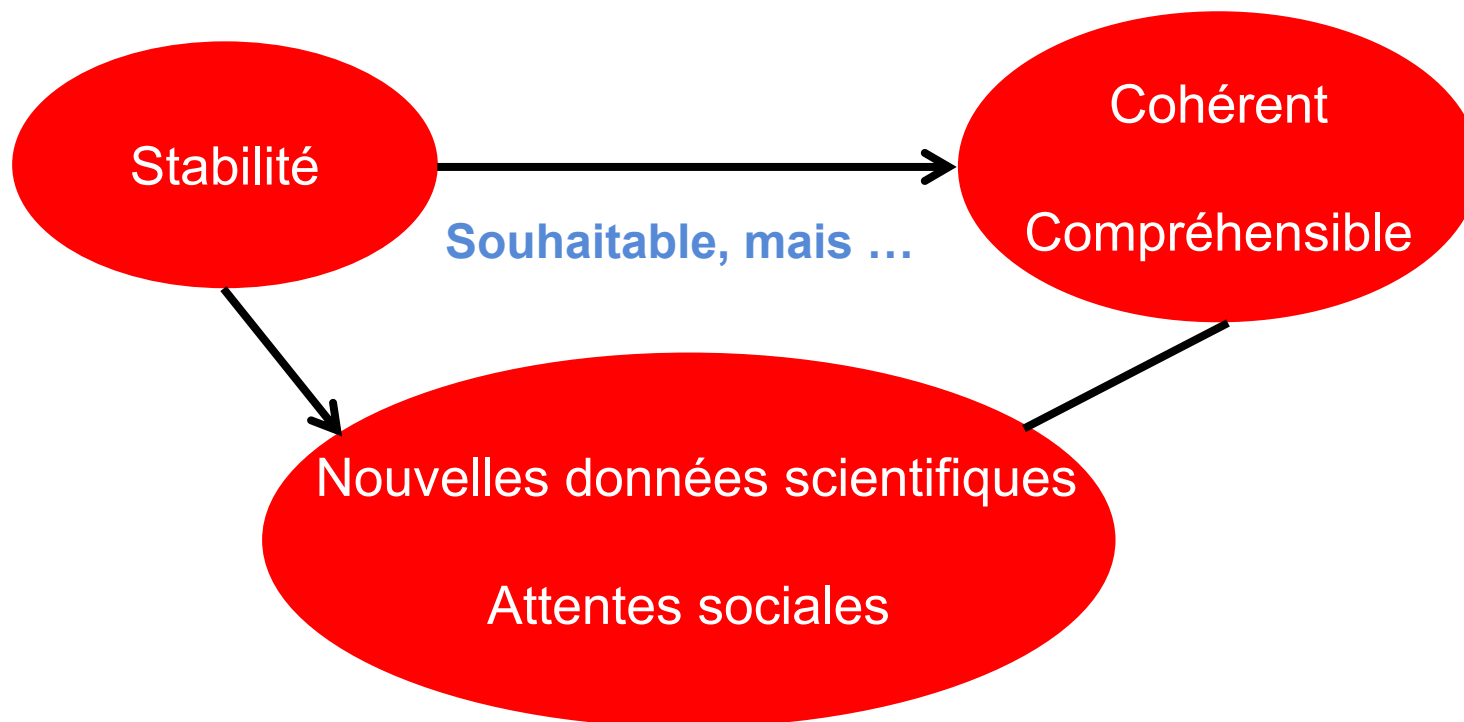 Stabilité
Cohérent
Compréhensible
Souhaitable, mais …
Nouvelles données scientifiques
Attentes sociales